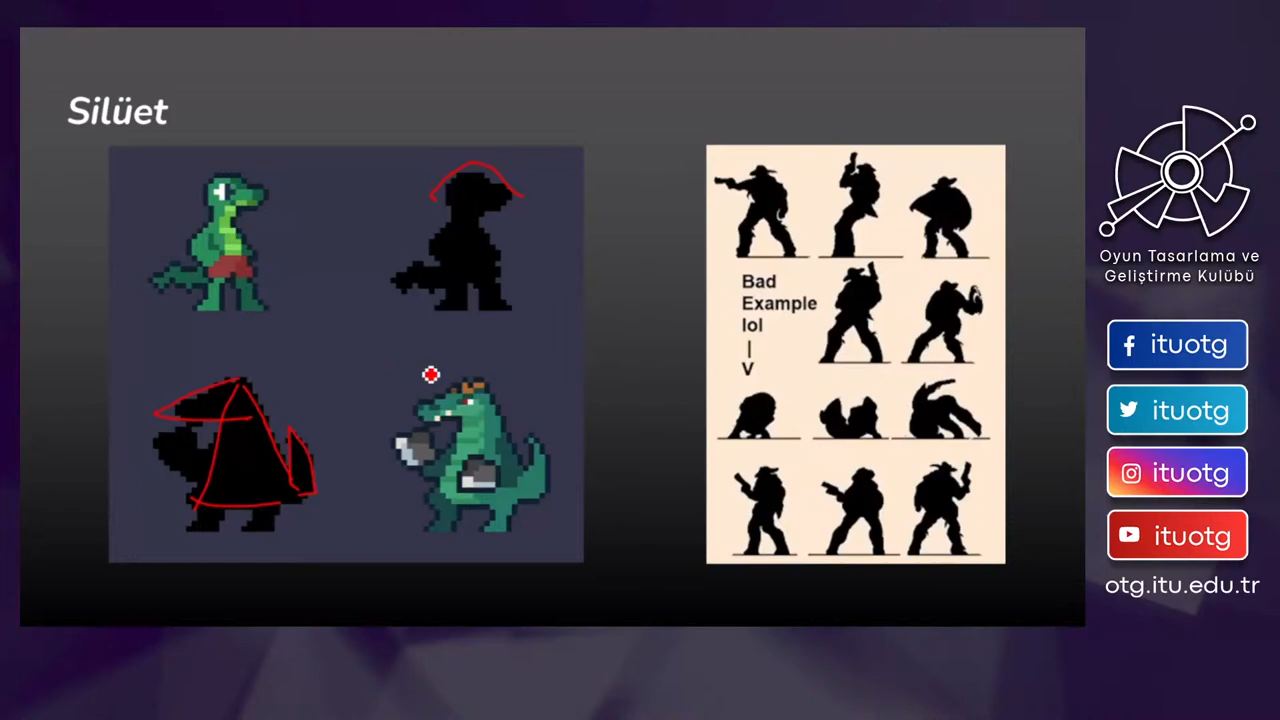 Silüet
Bad
Example
lol
|
V
Oyun Tasarlama ve
Geliştirme Kulübü
ituotg
ituotg
ituotg
ituotg
otg.itu.edu.tr